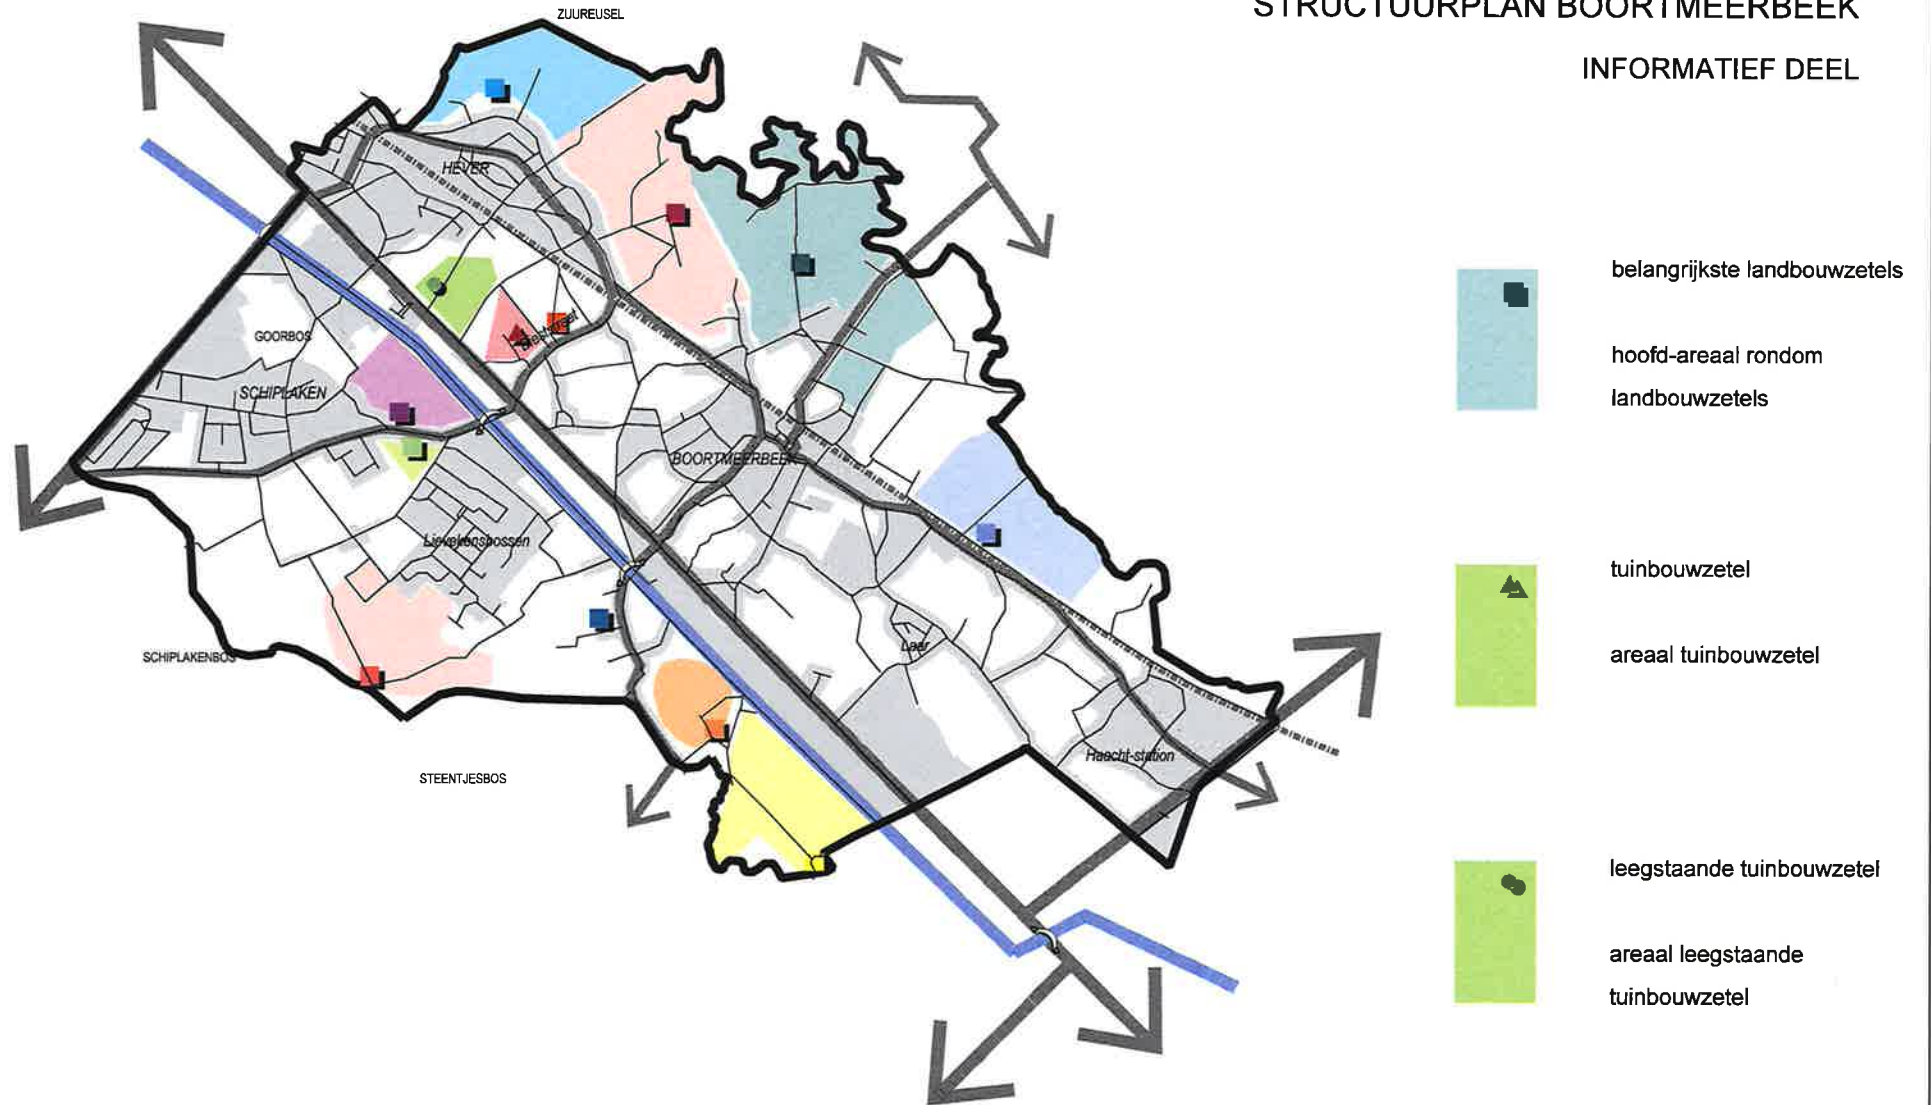 STRUCTUURPLAN BOORTMEERBEEK
INFORMATIEF DEEL
ZUUREUSEL
HEVER
GOORBOS
SCHIPLAKEN
BOORTMEERBEEK
Lievekensbossen
SCHIPLAKENBOS
Laar
Haacht-station
STEENTJESBOS
belangrijkste landbouwzetels
hoofd-areaal rondom
landbouwzetels
tuinbouwzetel
areaal tuinbouwzetel
leegstaande tuinbouwzetel
areaal leegstaande
tuinbouwzetel